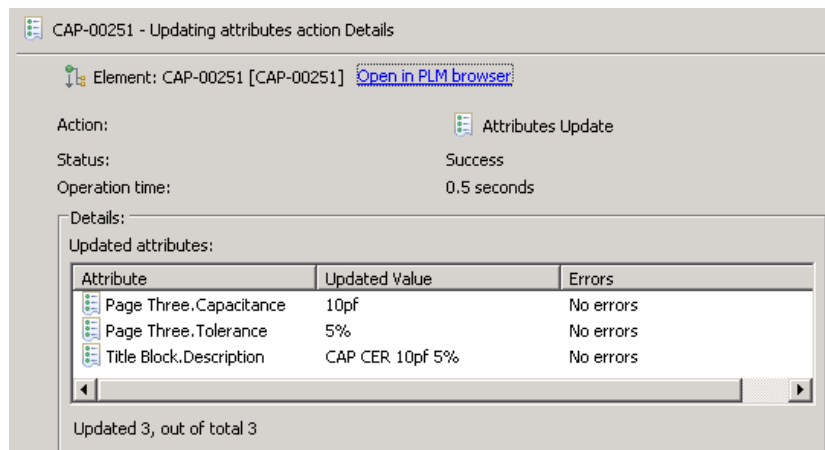 CAP-00251 - Updating attributes action Details
Element: CAP-00251 [CAP-00251] Open in PLM browser
Action: Attributes Update
Status: Success
Operation time: 0.5 seconds
Details:
Updated attributes:
Attribute Updated Value Errors
Page Three.Capacitance 10pf No errors
Page Three.Tolerance 5% No errors
Title Block.Description CAP CER 10pf 5% No errors
Updated 3, out of total 3